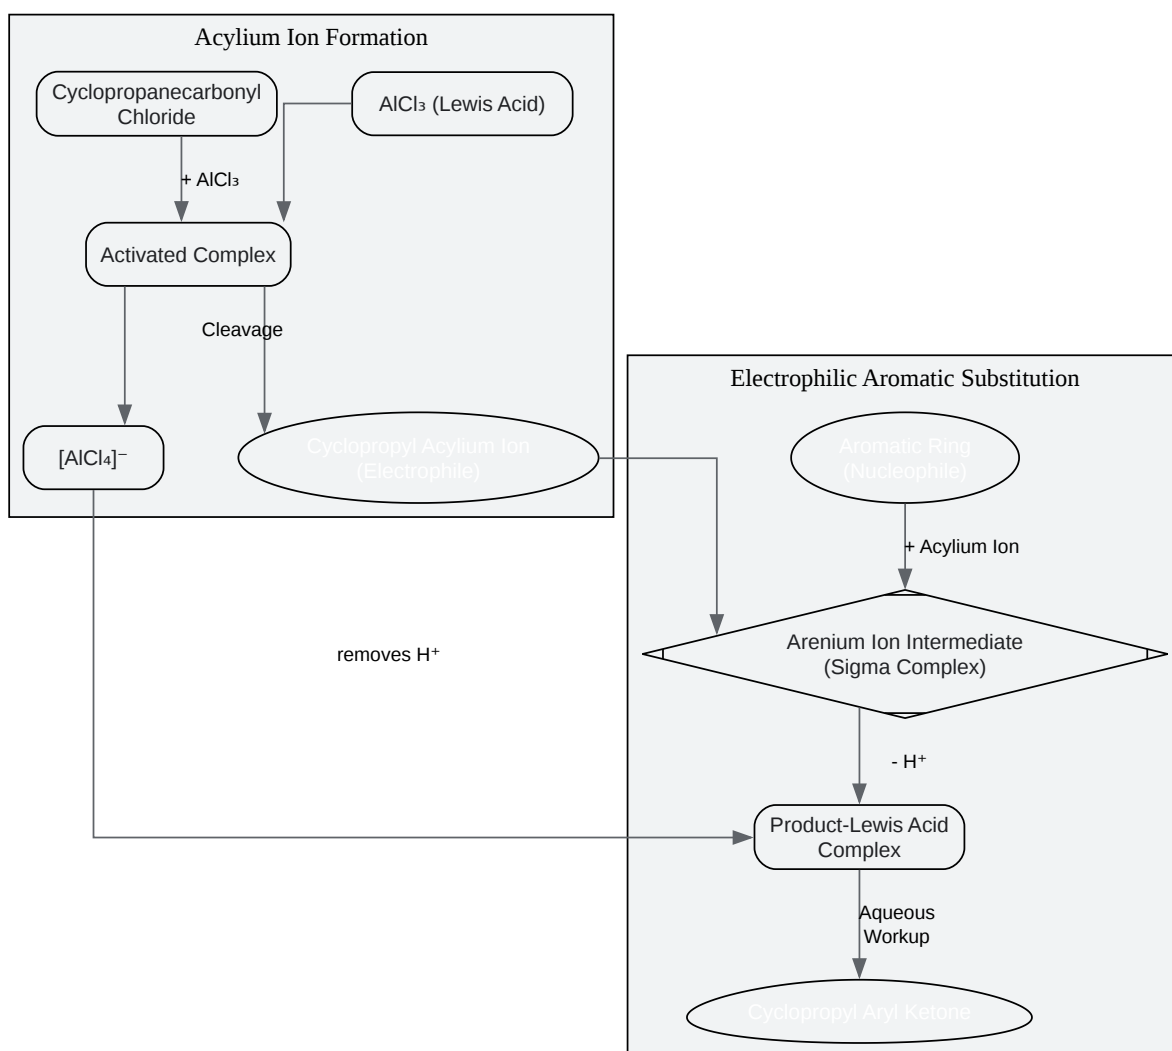 Acylium Ion Formation
Cyclopropanecarbonyl
Chloride
AlCl₃ (Lewis Acid)
+ AlCl₃
Activated Complex
Cleavage
[AlCl₄]⁻
Cyclopropyl Acylium Ion
(Electrophile)
Electrophilic Aromatic Substitution
Aromatic Ring
(Nucleophile)
+ Acylium Ion
Arenium Ion Intermediate
(Sigma Complex)
removes H⁺
- H⁺
Product-Lewis Acid
Complex
Aqueous
Workup
Cyclopropyl Aryl Ketone